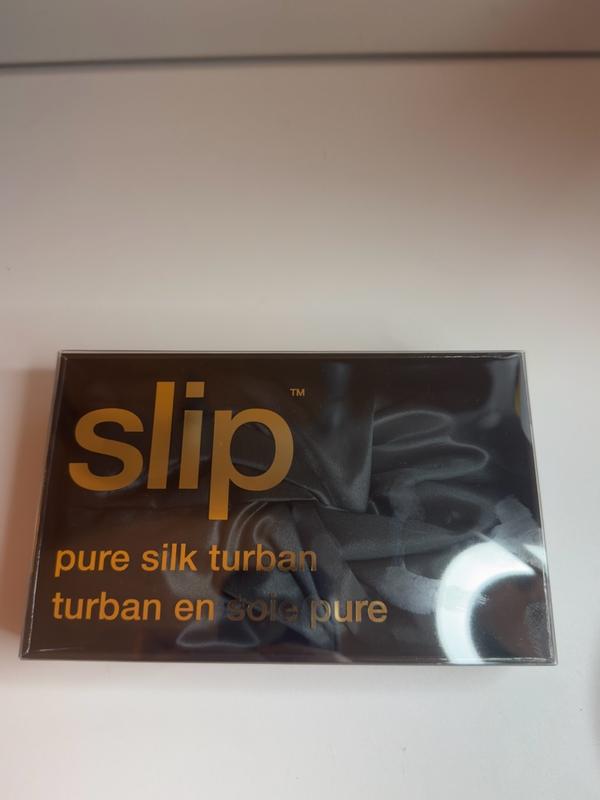 slip™
pure silk turban
turban en soie pure